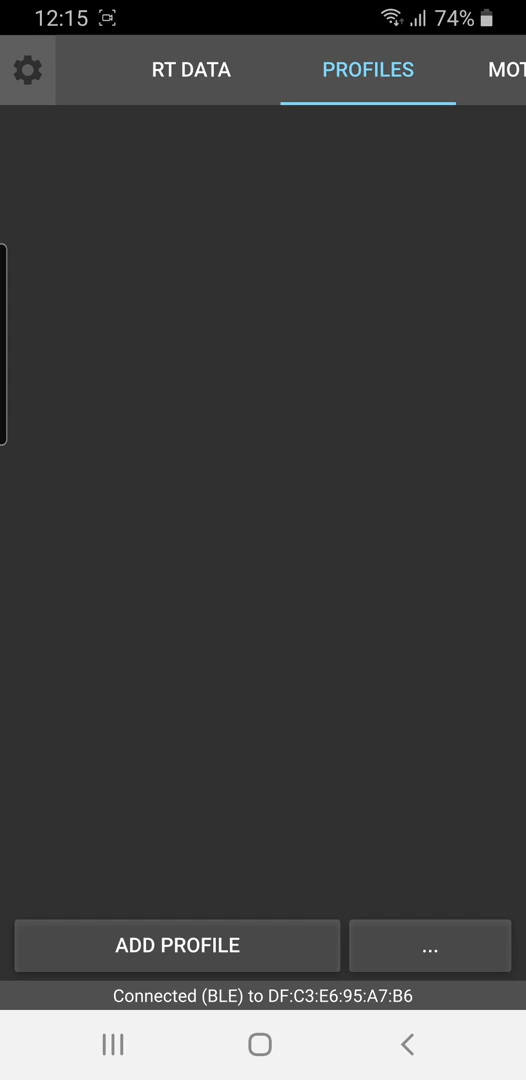 12:15 74%
RT DATA PROFILES MOT
ADD PROFILE ...
Connected (BLE) to DF:C3:E6:95:A7:B6